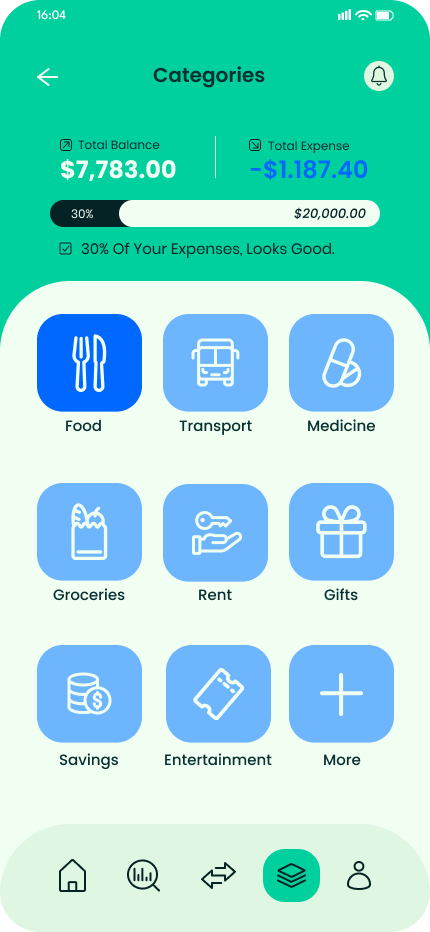 16:04
Categories
Total Balance
Total Expense
$7,783.00
-$1.187.40
30%
$20,000.00
30% Of Your Expenses, Looks Good.
Food
Transport
Medicine
Groceries
Rent
Gifts
$
Savings
Entertainment
More